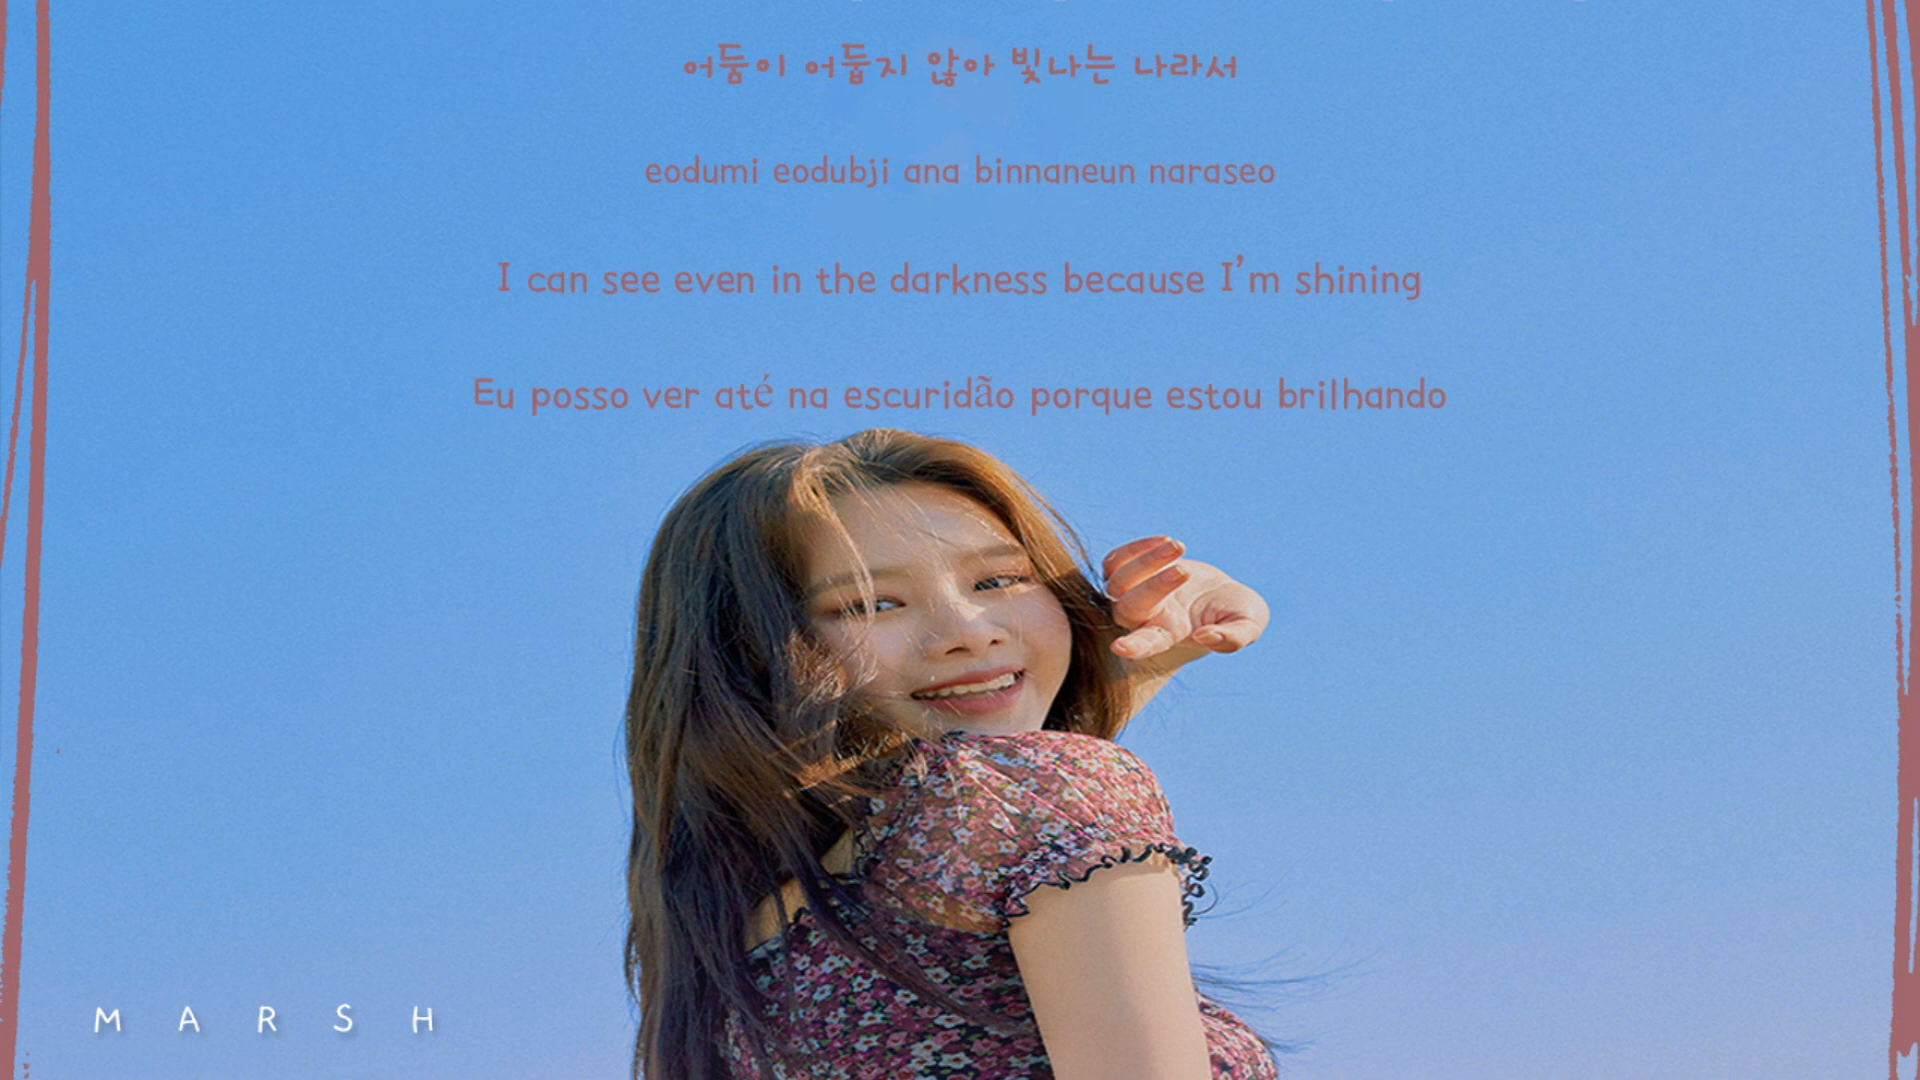 어둠이 어둡지 않아 빛나는 나라서
eodumi eodubji ana binnaneun naraseo
I can see even in the darkness because I'm shining
Eu posso ver até na escuridão porque estou brilhando
M A R S H